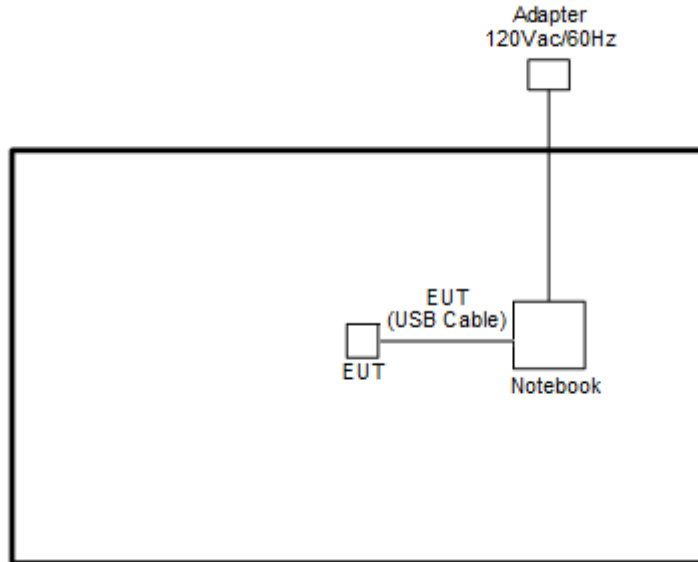 Adapter
120Vac/60Hz
EUT
(USB Cable)
EUT
Notebook